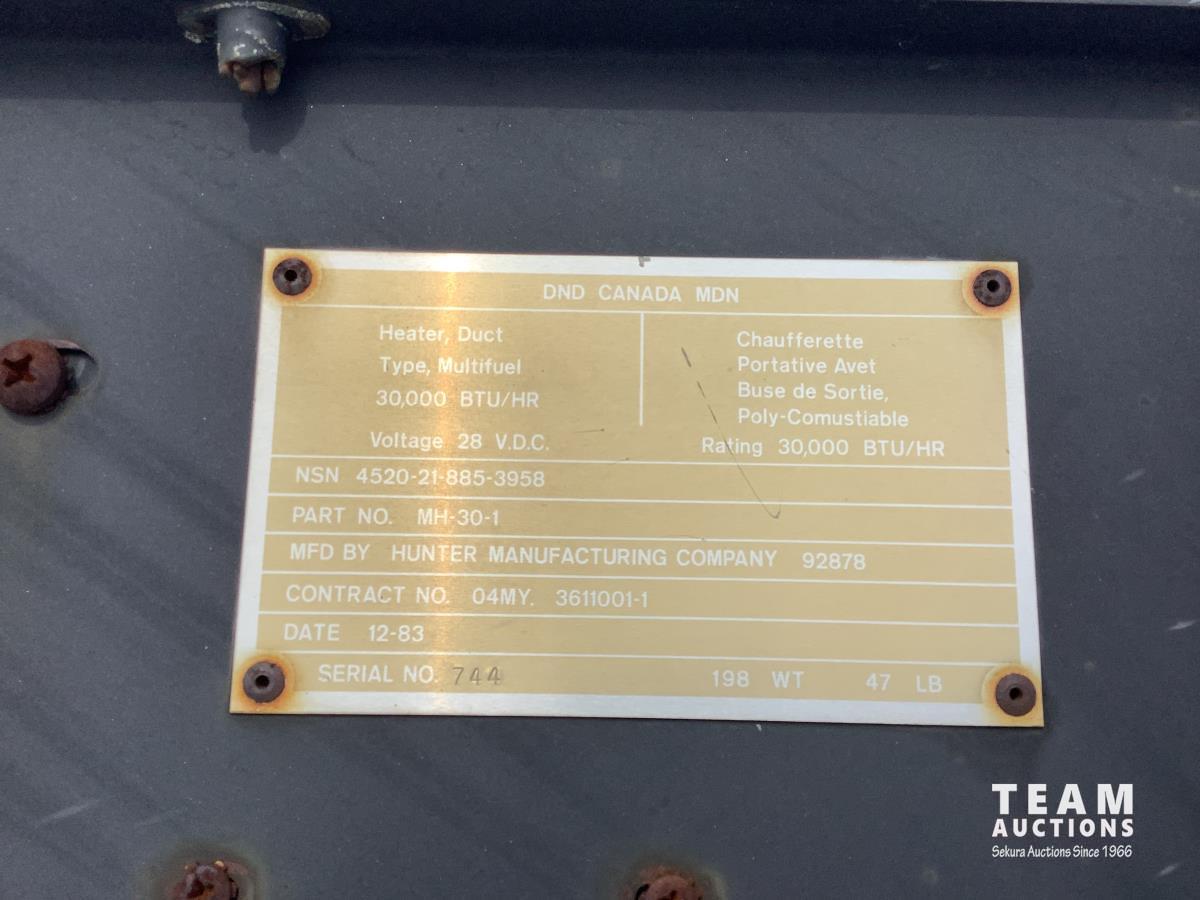 DND CANADA MDN
Heater, Duct
Type, Multifuel
30,000 BTU/HR
Voltage 28 V.D.C.
Chaufferette
Portative Avet
Buse de Sortie,
Poly-Comustiable
Rating 30,000 BTU/HR
NSN 4520-21-885-3958
PART NO. MH-30-1
MFD BY HUNTER MANUFACTURING COMPANY 92878
CONTRACT NO. 04MY. 3611001-1
DATE 12-83
SERIAL NO. 744 198 WT 47 LB
TEAM
AUCTIONS
Sekura Auctions Since 1966